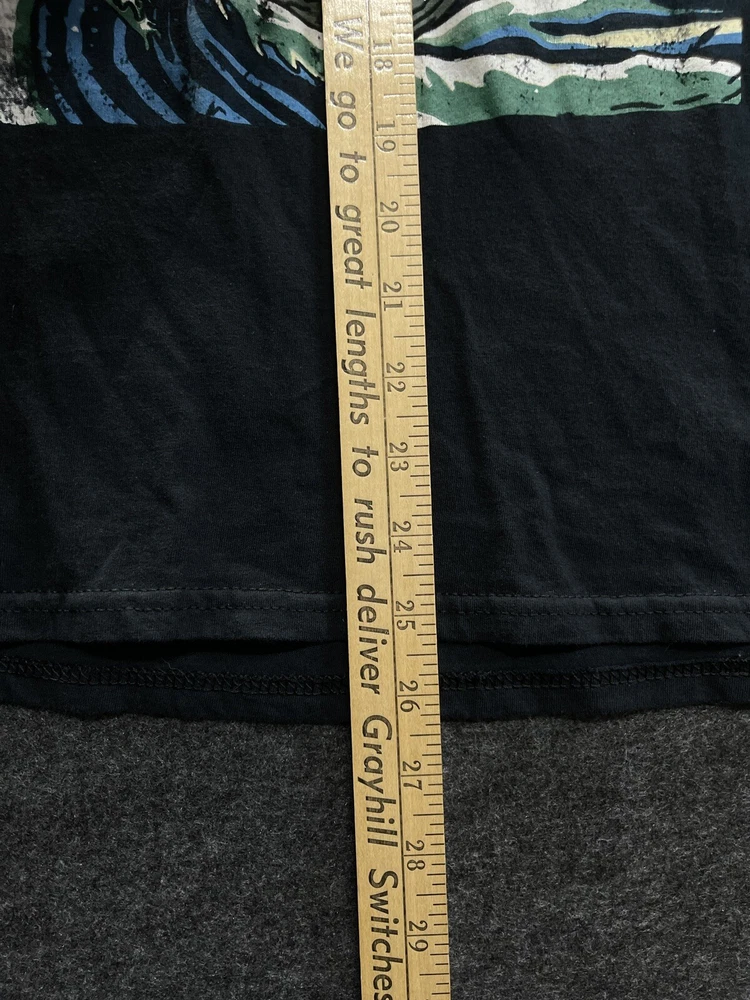 We go to great lengths to rush deliver Grayhill Switches
18 19 20 21 22 23 24 25 26 27 28 29